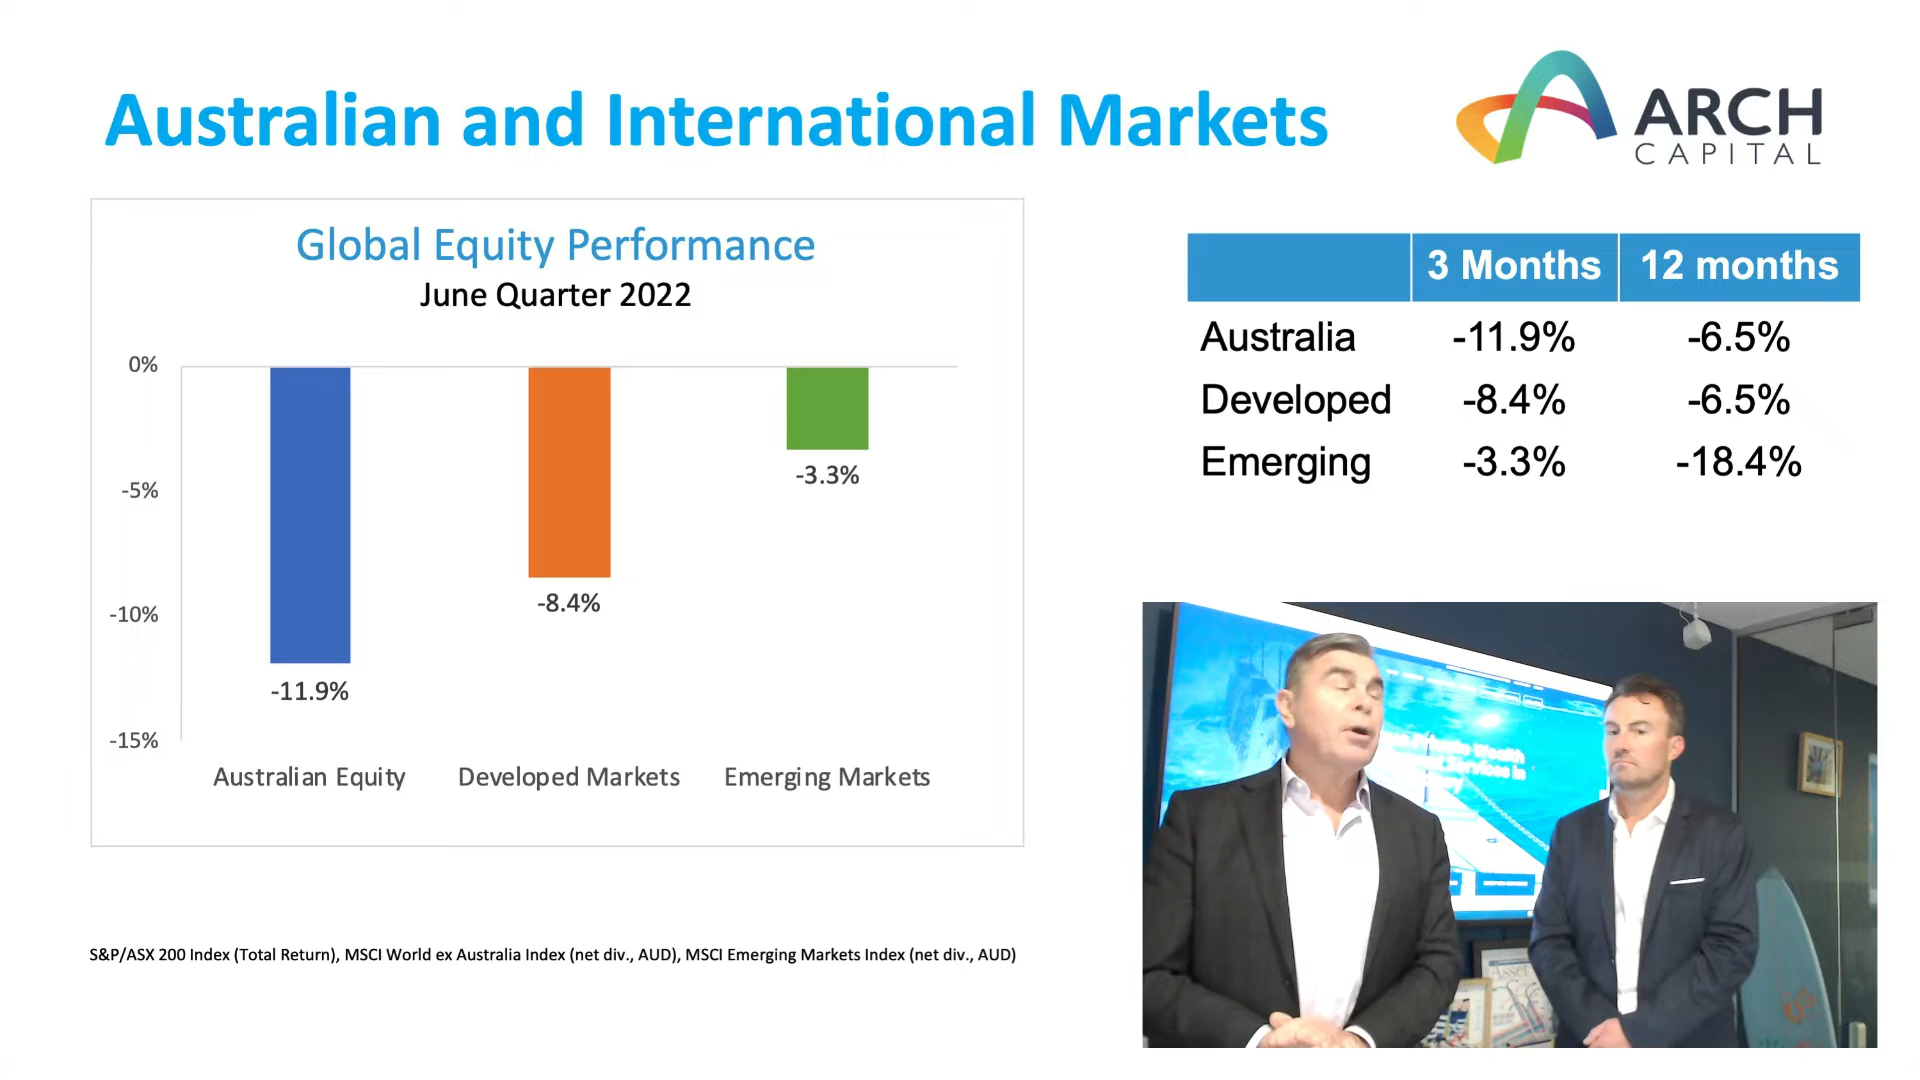 Australian and International Markets
ARCH
CAPITAL
Global Equity Performance
June Quarter 2022
0%
-5%
-10%
-15%
-11.9%
-8.4%
-3.3%
Australian Equity
Developed Markets
Emerging Markets
3 Months 12 months
Australia -11.9% -6.5%
Developed -8.4% -6.5%
Emerging -3.3% -18.4%
S&P/ASX 200 Index (Total Return), MSCI World ex Australia Index (net div., AUD), MSCI Emerging Markets Index (net div., AUD)
Wealth
in